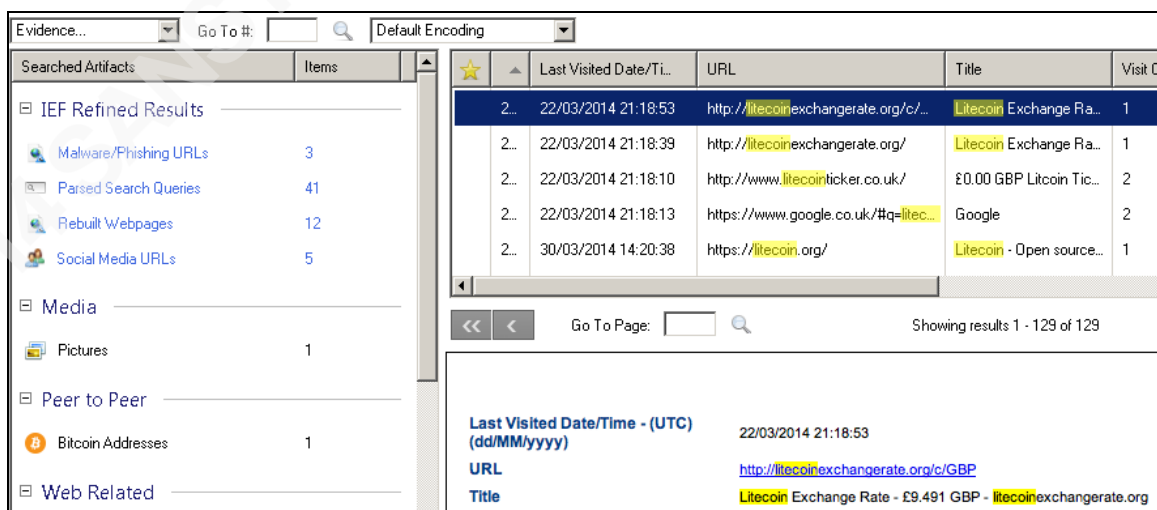 Evidence... Go To #: Default Encoding
Searched Artifacts Items
IEF Refined Results
Malware/Phishing URLs 3
Parsed Search Queries 41
Rebuilt Webpages 12
Social Media URLs 5
Media
Pictures 1
Peer to Peer
Bitcoin Addresses 1
Web Related
Last Visited Date/Ti... URL Title Visit
2... 22/03/2014 21:18:53 http://litecoinexchangerate.org/c/... Litecoin Exchange Ra... 1
2... 22/03/2014 21:18:39 http://litecoinexchangerate.org/ Litecoin Exchange Ra... 1
2... 22/03/2014 21:18:10 http://www.litecointicker.co.uk/ £0.00 GBP Litcoin Tic... 2
2... 22/03/2014 21:18:13 https://www.google.co.uk/#q=litec... Google 2
2... 30/03/2014 14:20:38 https://litecoin.org/ Litecoin - Open source... 1
<< < Go To Page: Showing results 1 - 129 of 129
Last Visited Date/Time - (UTC)
(dd/MM/yyyy) 22/03/2014 21:18:53
URL http://litecoinexchangerate.org/c/GBP
Title Litecoin Exchange Rate - £9.491 GBP - litecoinexchangerate.org